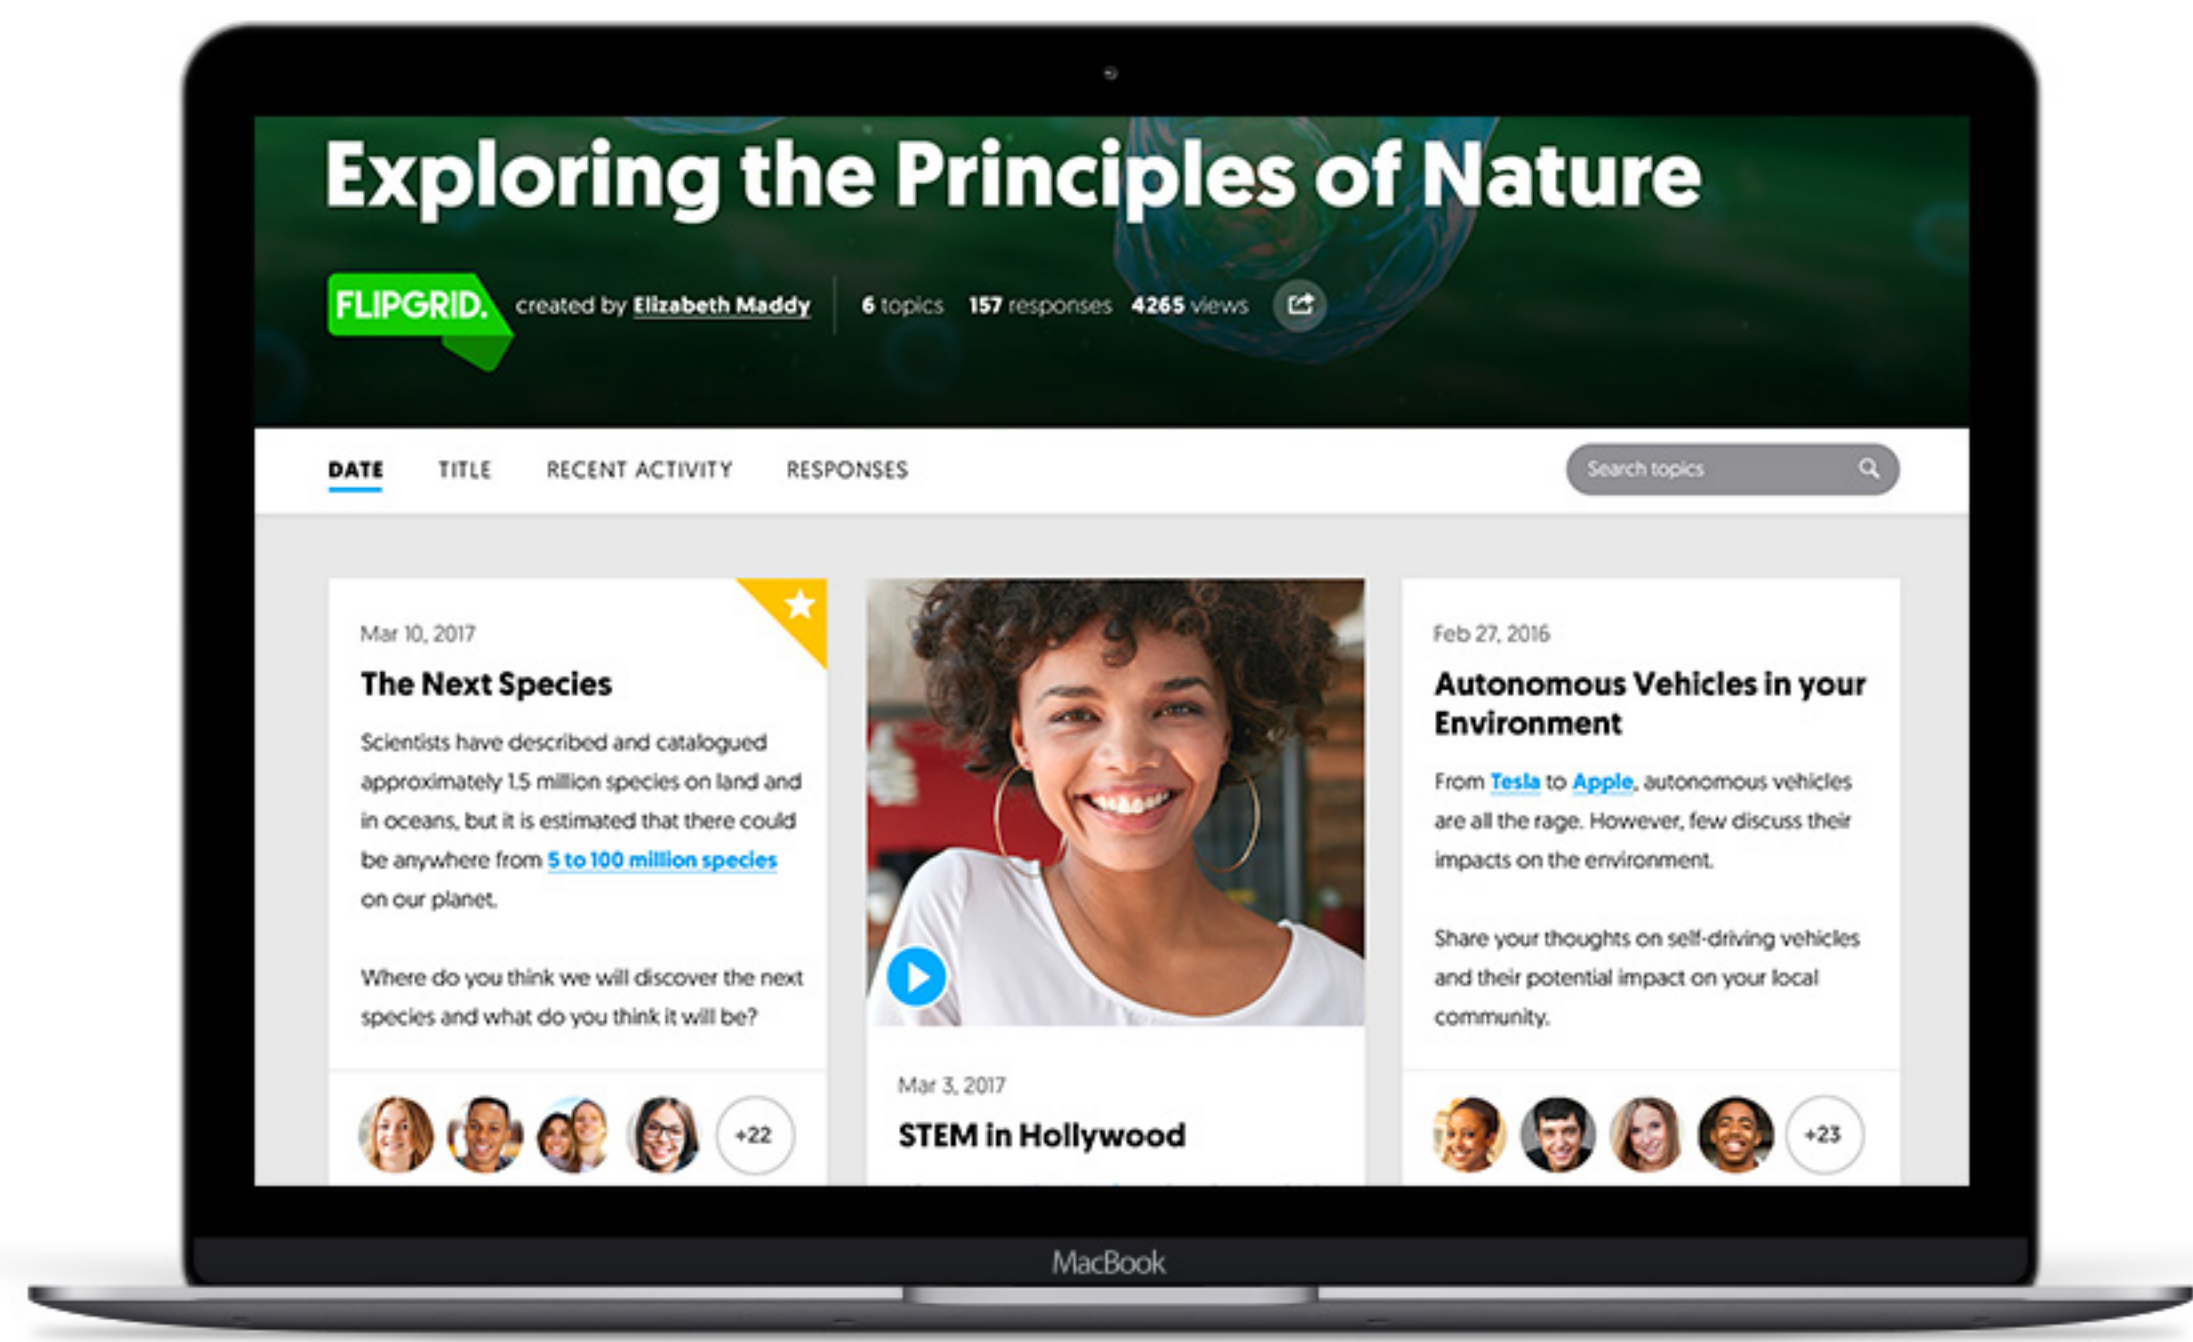 Exploring the Principles of Nature
FLIPGRID.
created by Elizabeth Maddy
6 topics 157 responses 4265 views
DATE TITLE RECENT ACTIVITY RESPONSES
Search topics
Mar 10, 2017
The Next Species
Scientists have described and catalogued
approximately 1.5 million species on land and
in oceans, but it is estimated that there could
be anywhere from 5 to 100 million species
on our planet.
Where do you think we will discover the next
species and what do you think it will be?
+22
Mar 3, 2017
STEM in Hollywood
Feb 27, 2016
Autonomous Vehicles in your
Environment
From Tesla to Apple, autonomous vehicles
are all the rage. However, few discuss their
impacts on the environment.
Share your thoughts on self-driving vehicles
and their potential impact on your local
community.
+23
MacBook